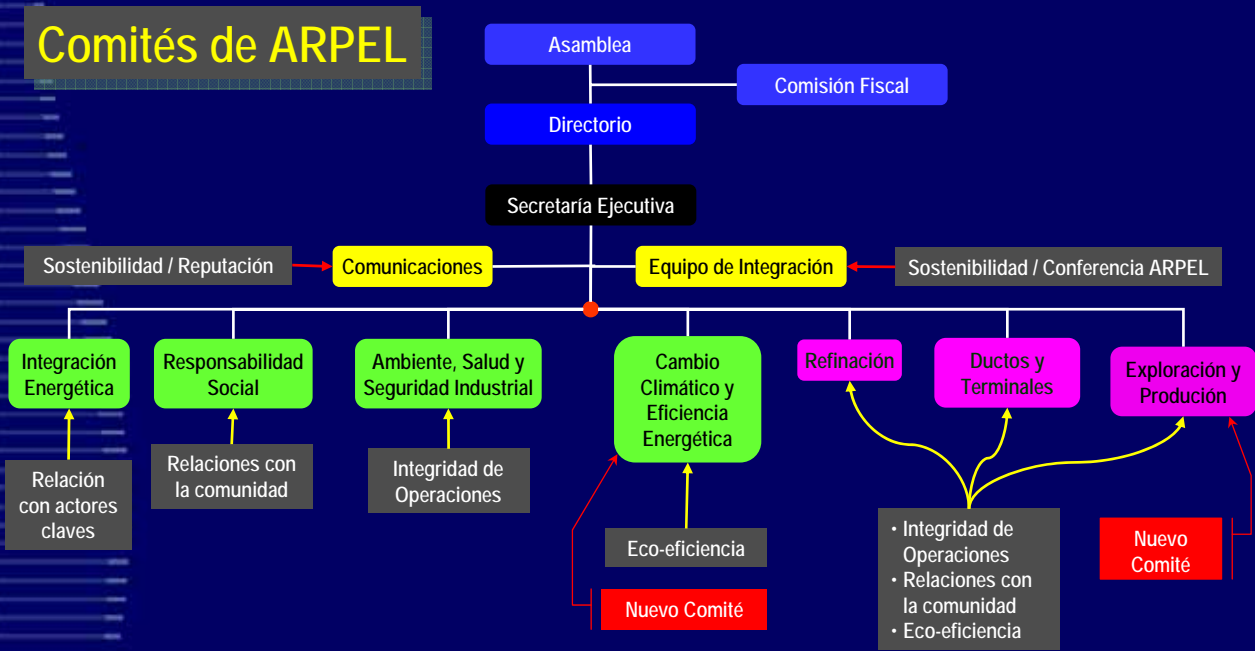 Comités de ARPEL
Asamblea
Comisión Fiscal
Directorio
Secretaría Ejecutiva
Sostenibilidad / Reputación
Comunicaciones
Equipo de Integración
Sostenibilidad / Conferencia ARPEL
Integración
Energética
Responsabilidad
Social
Ambiente, Salud y
Seguridad Industrial
Cambio
Climático y
Eficiencia
Energética
Refinación
Ductos y
Terminales
Exploración y
Produción
Relación
con actores
claves
Relaciones con
la comunidad
Integridad de
Operaciones
Eco-eficiencia
Nuevo Comité
• Integridad de
Operaciones
• Relaciones con
la comunidad
• Eco-eficiencia
Nuevo
Comité